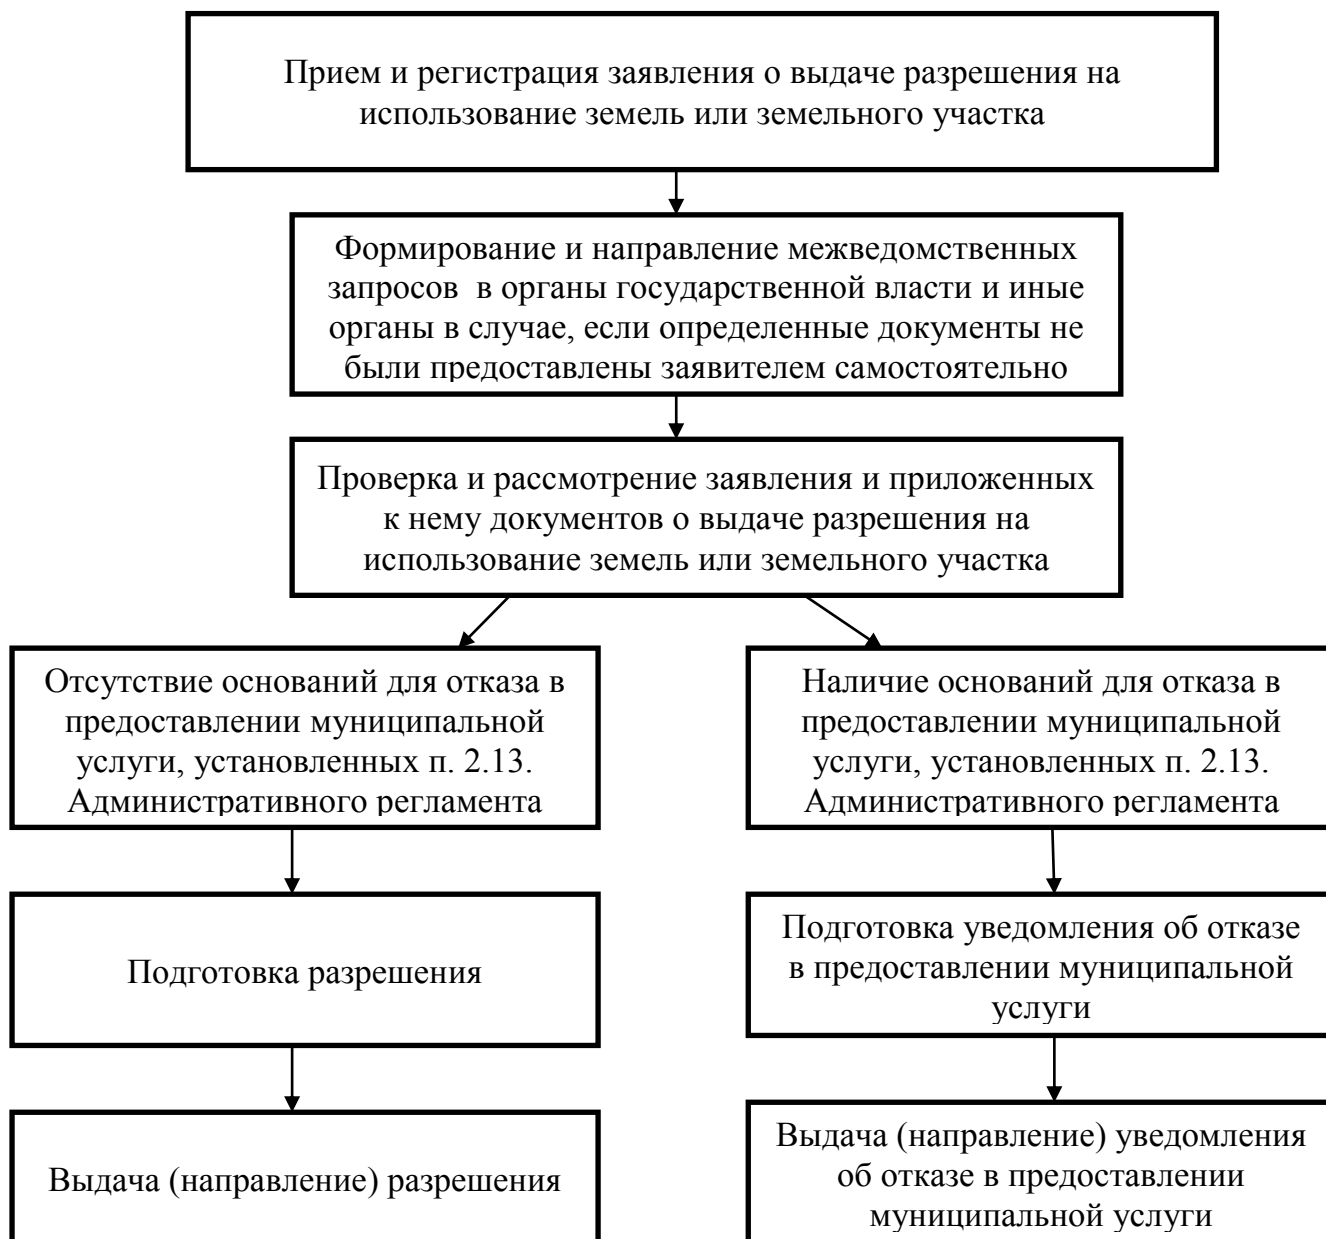 Прием и регистрация заявления о выдаче разрешения на
использование земель или земельного участка
Формирование и направление межведомственных
запросов в органы государственной власти и иные
органы в случае, если определенные документы не
были предоставлены заявителем самостоятельно
Проверка и рассмотрение заявления и приложенных
к нему документов о выдаче разрешения на
использование земель или земельного участка
Отсутствие оснований для отказа в
предоставлении муниципальной
услуги, установленных п. 2.13.
Административного регламента
Наличие оснований для отказа в
предоставлении муниципальной
услуги, установленных п. 2.13.
Административного регламента
Подготовка разрешения
Подготовка уведомления об отказе
в предоставлении муниципальной
услуги
Выдача (направление) разрешения
Выдача (направление) уведомления
об отказе в предоставлении
муниципальной услуги